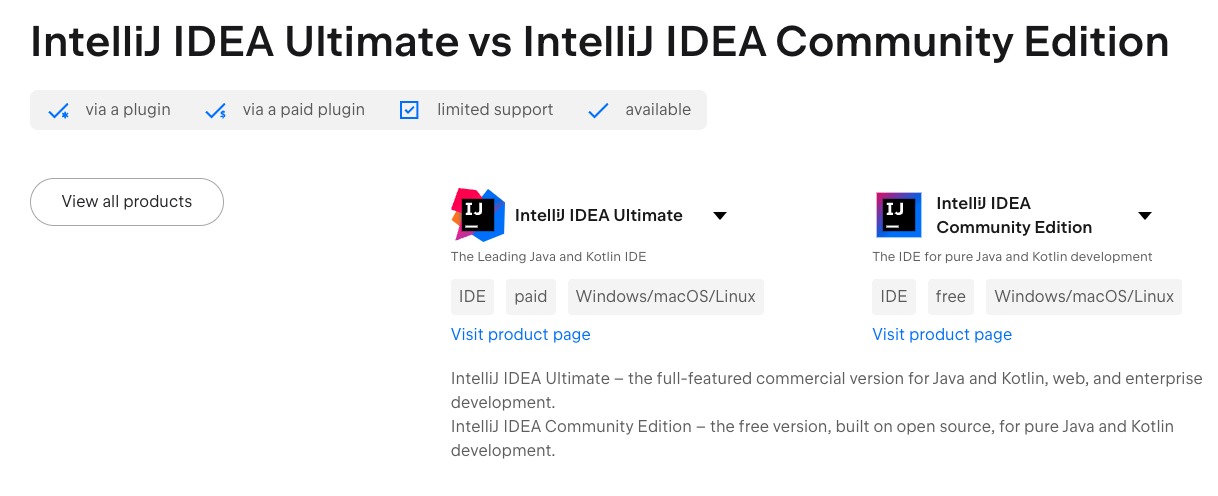 IntelliJ IDEA Ultimate vs IntelliJ IDEA Community Edition
via a plugin via a paid plugin limited support available
View all products
IJ
IntelliJ IDEA Ultimate
The Leading Java and Kotlin IDE
IDE paid Windows/macOS/Linux
Visit product page
IJ
IntelliJ IDEA
Community Edition
The IDE for pure Java and Kotlin development
IDE free Windows/macOS/Linux
Visit product page
IntelliJ IDEA Ultimate – the full-featured commercial version for Java and Kotlin, web, and enterprise
development.
IntelliJ IDEA Community Edition – the free version, built on open source, for pure Java and Kotlin
development.